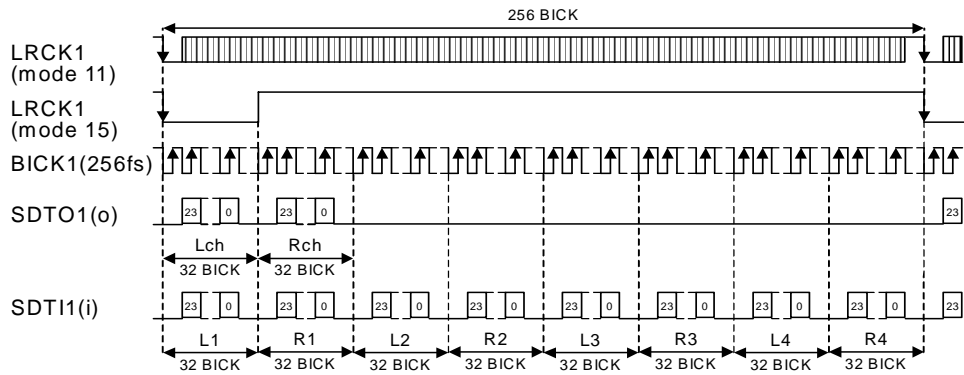 256 BICK
LRCK1
(mode 11)
LRCK1
(mode 15)
BICK1(256fs)
SDTO1(o) 23 0 23 0 23
Lch Rch
32 BICK 32 BICK
SDTI1(i) 23 0 23 0 23 0 23 0 23 0 23 0 23 0 23 0 23
L1 R1 L2 R2 L3 R3 L4 R4
32 BICK 32 BICK 32 BICK 32 BICK 32 BICK 32 BICK 32 BICK 32 BICK